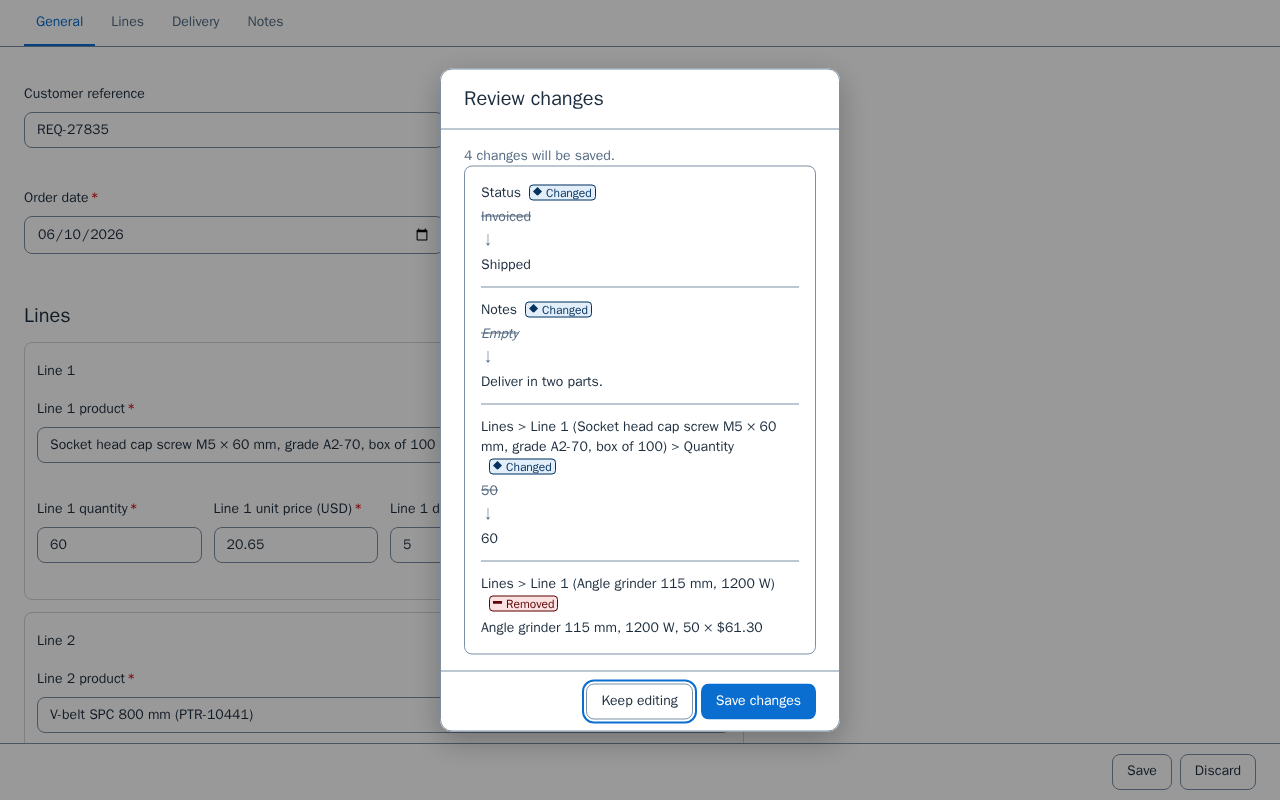 General Lines Delivery Notes
Customer reference
REQ-27835
Order date *
06/10/2026
Lines
Line 1
Line 1 product *
Socket head cap screw M5 × 60 mm, grade A2-70, box of 100
Line 1 quantity * Line 1 unit price (USD) * Line 1 d
60 20.65 5
Line 2
Line 2 product *
V-belt SPC 800 mm (PTR-10441)
Review changes
4 changes will be saved.
Status Changed
Invoiced
↓
Shipped
Notes Changed
Empty
↓
Deliver in two parts.
Lines > Line 1 (Socket head cap screw M5 × 60
mm, grade A2-70, box of 100) > Quantity
Changed
50
↓
60
Lines > Line 1 (Angle grinder 115 mm, 1200 W)
Removed
Angle grinder 115 mm, 1200 W, 50 × $61.30
Keep editing Save changes
Save Discard